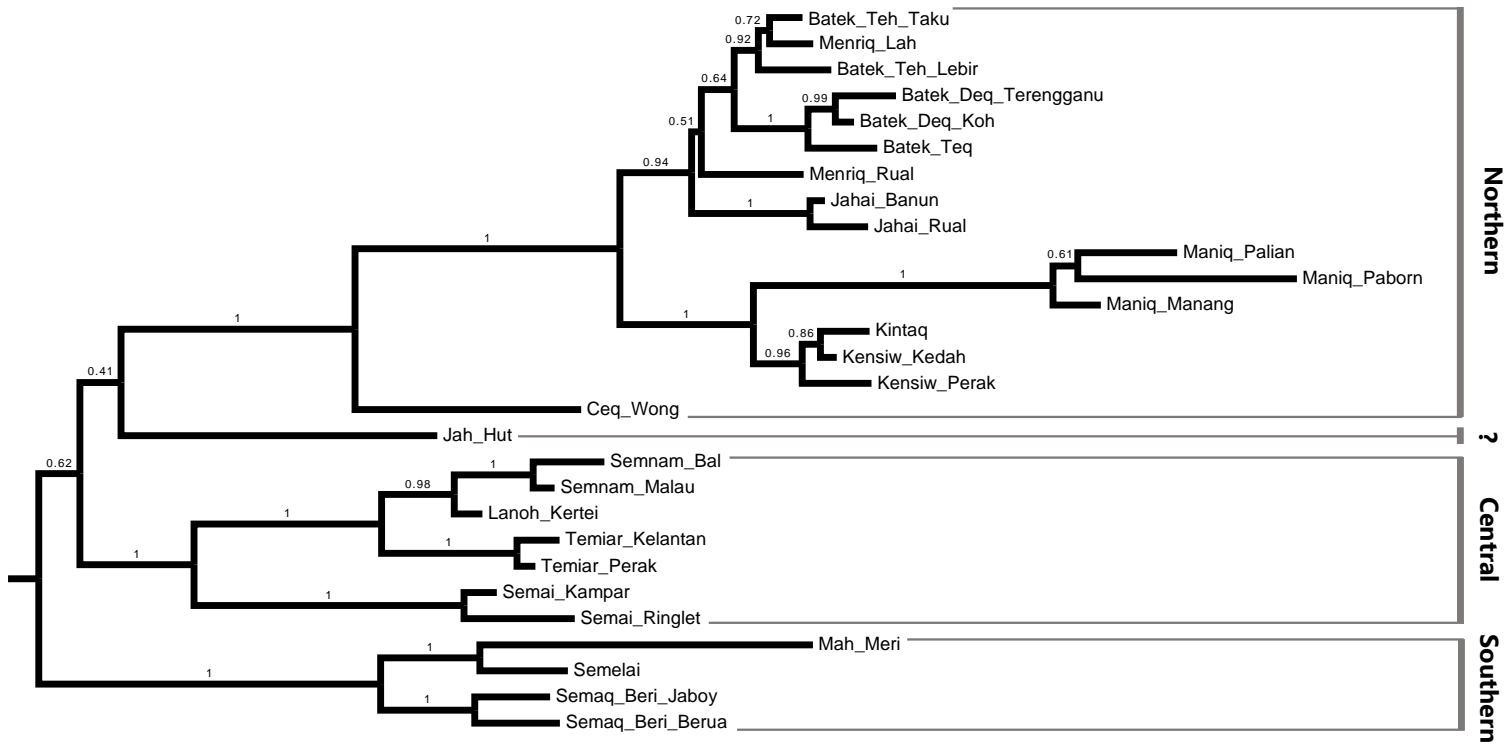 0.72
Batek_Teh_Taku
0.92
Menriq_Lah
0.64
Batek_Teh_Lebir
0.99
Batek_Deq_Terengganu
0.51
1
Batek_Deq_Koh
Batek_Teq
0.94
Menriq_Rual
1
Jahai_Banun
Jahai_Rual
1
0.61
Maniq_Palian
1
Maniq_Paborn
Maniq_Manang
1
0.86
Kintaq
0.96
Kensiw_Kedah
Kensiw_Perak
1
0.41
Ceq_Wong
Northern
Jah_Hut
?
0.62
1
Semnam_Bal
0.98
Semnam_Malau
1
Lanoh_Kertei
1
Temiar_Kelantan
1
Temiar_Perak
1
Semai_Kampar
Semai_Ringlet
Central
1
Mah_Meri
1
Semelai
1
Semaq_Beri_Jaboy
Semaq_Beri_Berua
Southern